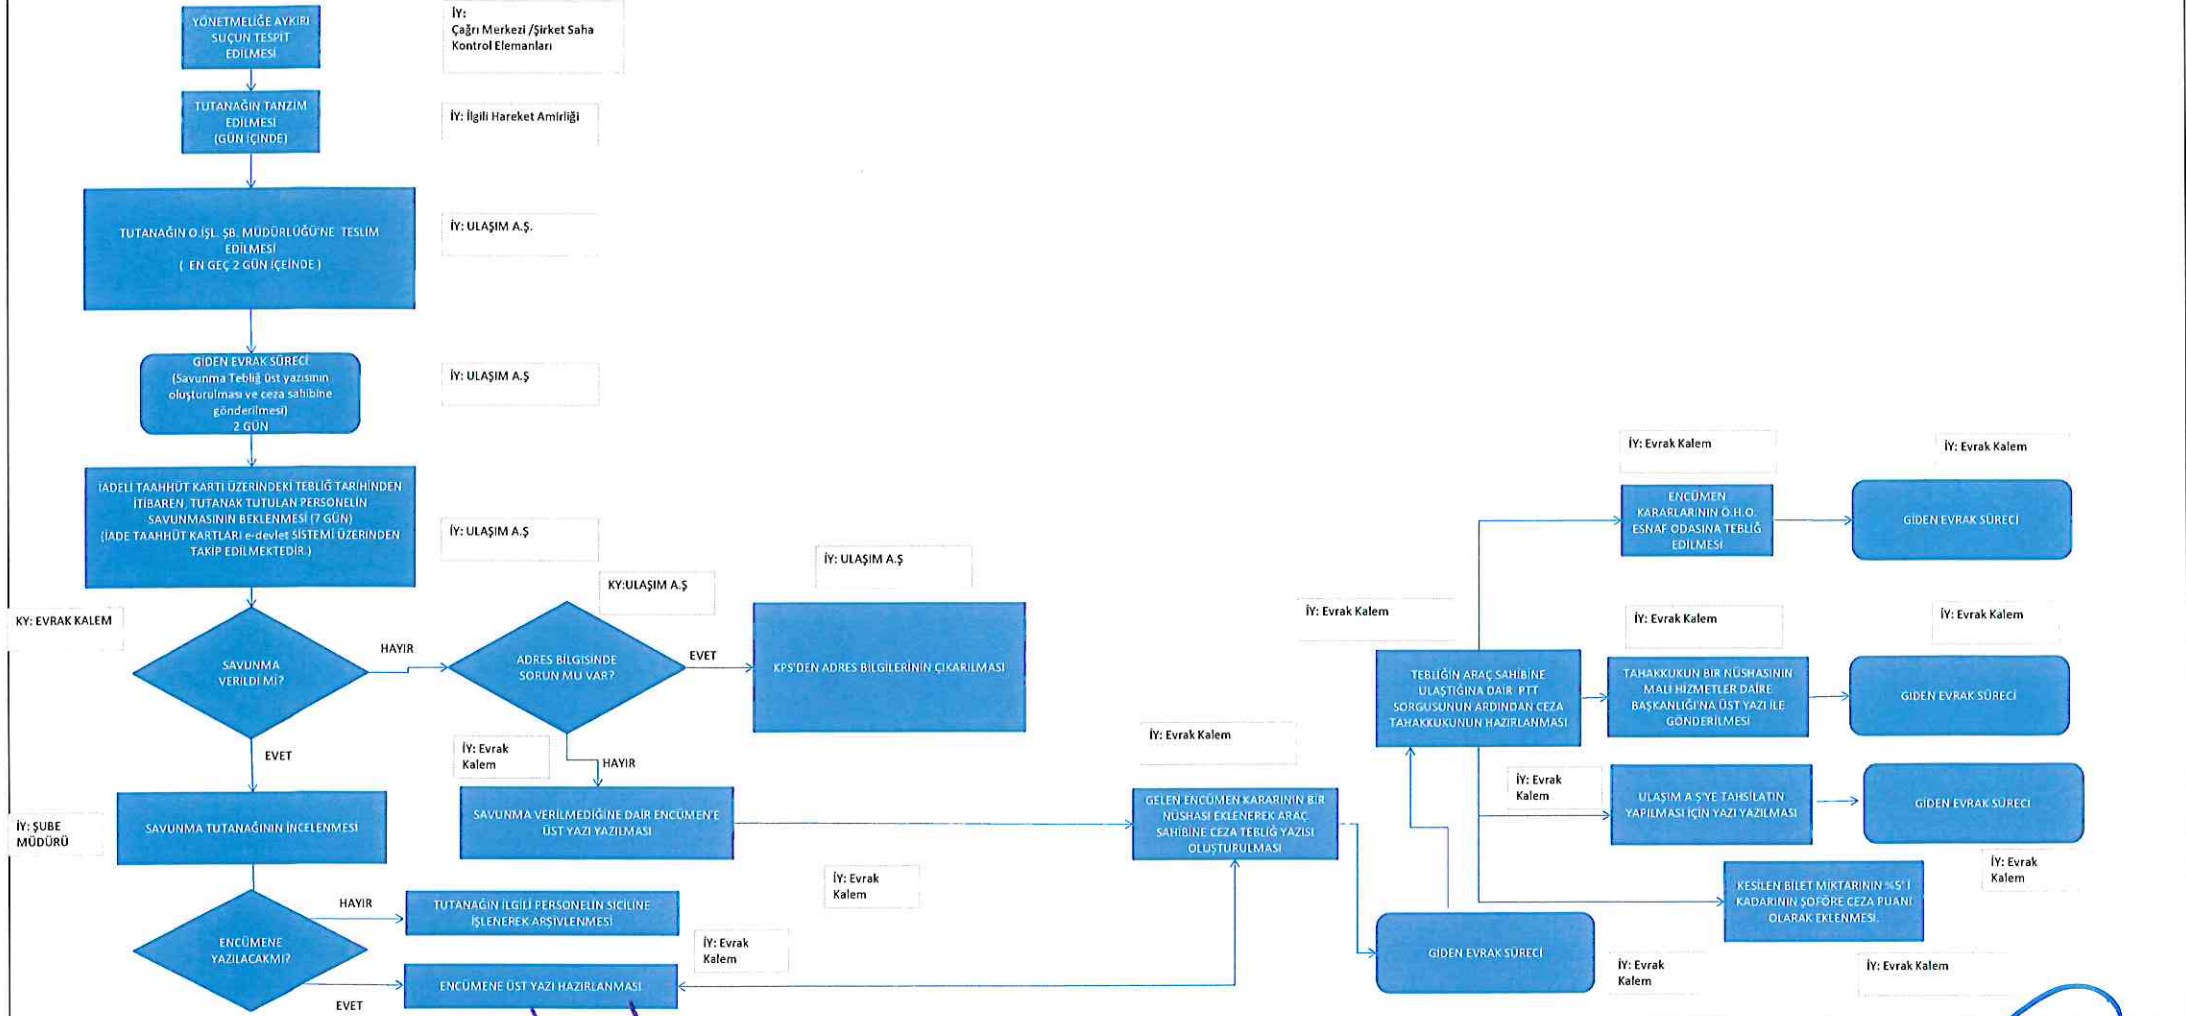 YÖNETMELİĞE AYKIRI
SUÇUN TESPİT
EDİLMESİ
İY:
Çağrı Merkezi /Şirket Saha
Kontrol Elemanları
TUTANAĞIN TANZİM
EDİLMESİ
(GÜN İÇİNDE)
İY: İlgili Hareket Amirliği
TUTANAĞIN O.İŞL. ŞB. MÜDÜRLÜĞÜ'NE TESLİM
EDİLMESİ
( EN GEÇ 2 GÜN İÇEİNDE )
İY: ULAŞIM A.Ş.
GİDEN EVRAK SÜRECİ
(Savunma Tebliğ üst yazısının
oluşturulması ve ceza sahibine
gönderilmesi)
2 GÜN
İY: ULAŞIM A.Ş
İADELİ TAAHHÜT KARTI ÜZERİNDEKİ TEBLİĞ TARİHİNDEN
İTİBAREN, TUTANAK TUTULAN PERSONELİN
SAVUNMASININ BEKLENMESİ (7 GÜN)
(İADE TAAHHÜT KARTLARI e-devlet SİSTEMİ ÜZERİNDEN
TAKİP EDİLMEKTEDİR.)
İY: ULAŞIM A.Ş
KY: EVRAK KALEM
SAVUNMA
VERİLDİ Mİ?
HAYIR
KY:ULAŞIM A.Ş
ADRES BİLGİSİNDE
SORUN MU VAR?
EVET
İY: ULAŞIM A.Ş
KPS'DEN ADRES BİLGİLERİNİN ÇIKARILMASI
EVET
İY: Evrak
Kalem
HAYIR
İY: ŞUBE
MÜDÜRÜ
SAVUNMA TUTANAĞININ İNCELENMESİ
SAVUNMA VERİLMEDİĞİNE DAİR ENCÜMEN'E
ÜST YAZI YAZILMASI
İY: Evrak
Kalem
ENCÜMENE
YAZILACAKMI?
HAYIR
TUTANAĞIN İLGİLİ PERSONELİN SİCİLİNE
İŞLENEREK ARŞİVLENMESİ
İY: Evrak
Kalem
EVET
ENCÜMENE ÜST YAZI HAZIRLANMASI
İY: Evrak Kalem
GELEN ENCÜMEN KARARININ BİR
NÜSHASI EKLENEREK ARAÇ
SAHİBİNE CEZA TEBLİĞ YAZISI
OLUŞTURULMASI
GİDEN EVRAK SÜRECİ
İY: Evrak
Kalem
İY: Evrak Kalem
TEBLİĞİN ARAÇ SAHİBİNE
ULAŞTIĞINA DAİR PTT
SORGUSUNUN ARDINDAN CEZA
TAHAKKUKUNUN HAZIRLANMASI
İY: Evrak Kalem
ENCÜMEN
KARARLARININ Ö.H.O.
ESNAF ODASINA TEBLİĞ
EDİLMESİ
İY: Evrak Kalem
GİDEN EVRAK SÜRECİ
İY: Evrak Kalem
TAHAKKUKUN BİR NÜSHASININ
MALİ HİZMETLER DAİRE
BAŞKANLIĞI'NA ÜST YAZI İLE
GÖNDERİLMESİ
İY: Evrak Kalem
GİDEN EVRAK SÜRECİ
İY: Evrak
Kalem
ULAŞIM A.Ş'YE TAHSİLATIN
YAPILMASI İÇİN YAZI YAZILMASI
GİDEN EVRAK SÜRECİ
İY: Evrak
Kalem
KESİLEN BİLET MİKTARININ %5' İ
KADARININ ŞOFÖRE CEZA PUANI
OLARAK EKLENMESİ.
İY: Evrak Kalem